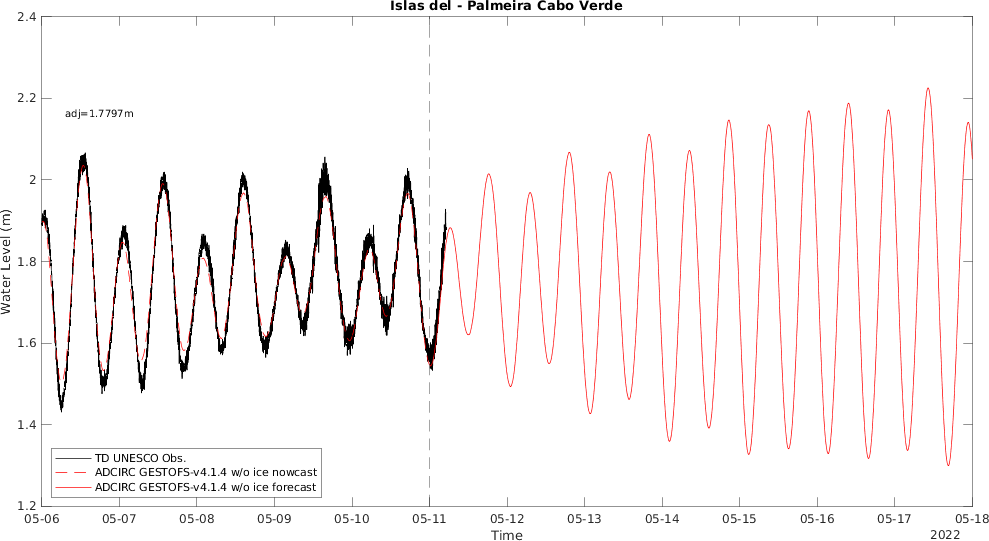 Islas del - Palmeira Cabo Verde
2.4
2.2
2
1.8
1.6
1.4
1.2
Water Level (m)
adj=1.7797m
TD UNESCO Obs.
ADCIRC GESTOFS-v4.1.4 w/o ice nowcast
ADCIRC GESTOFS-v4.1.4 w/o ice forecast
05-06 05-07 05-08 05-09 05-10 05-11 05-12 05-13 05-14 05-15 05-16 05-17 05-18
Time
2022